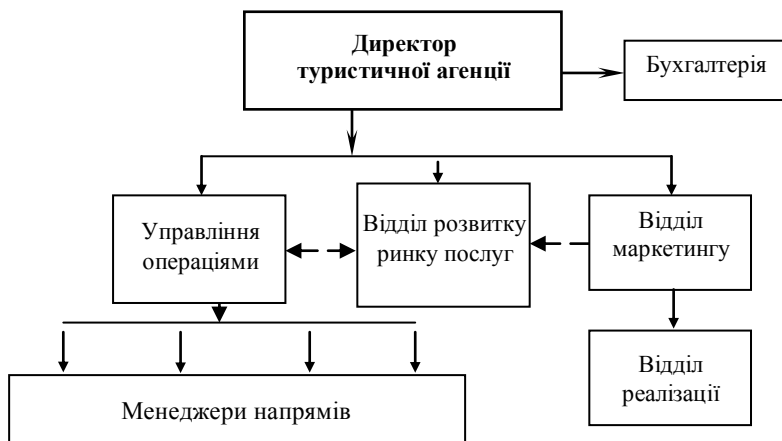 Директор
туристичної агенції
Бухгалтерія
Управління
операціями
Відділ розвитку
ринку послуг
Відділ
маркетингу
Відділ
реалізації
Менеджери напрямів